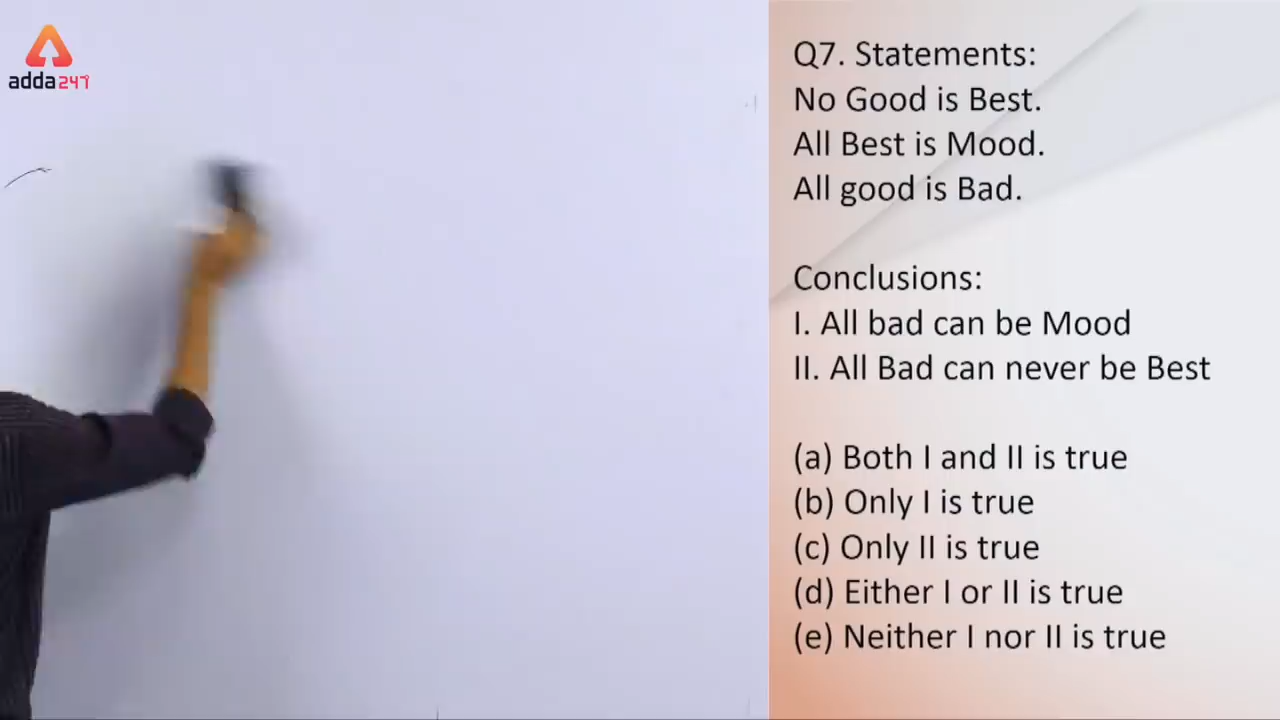 adda247
Q7. Statements:
No Good is Best.
All Best is Mood.
All good is Bad.
Conclusions:
I. All bad can be Mood
II. All Bad can never be Best
(a) Both I and II is true
(b) Only I is true
(c) Only II is true
(d) Either I or II is true
(e) Neither I nor II is true